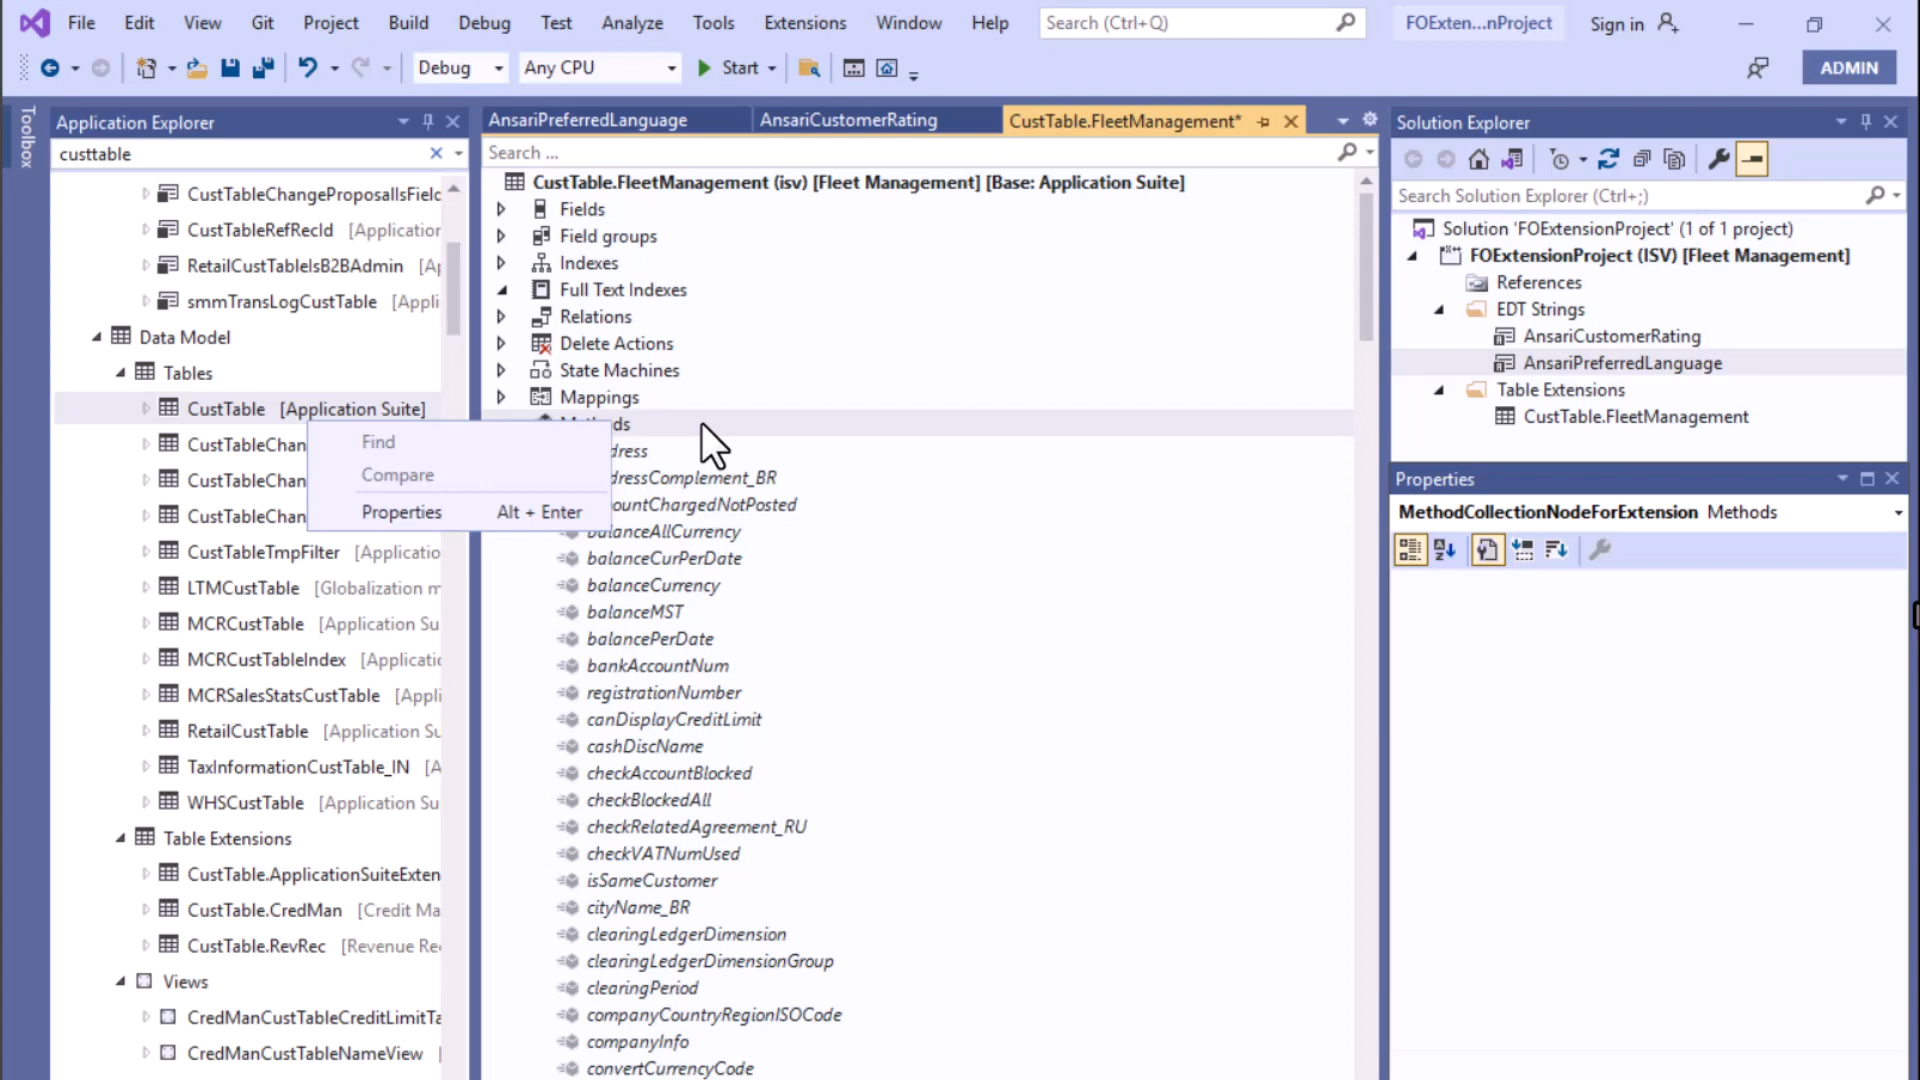 File Edit View Git Project Build Debug Test Analyze Tools Extensions Window Help Search (Ctrl+Q) FOExten...nProject Sign in
Debug Any CPU Start ADMIN
Toolbox
Application Explorer
custtable
CustTableChangeProposalIsField
CustTableRefRecId [Application
RetailCustTableIsB2BAdmin [Ap
smmTransLogCustTable [Appli
Data Model
Tables
CustTable [Application Suite]
CustTableChan
CustTableChan
CustTableChan
CustTableTmpFilter [Applicatio
LTMCustTable [Globalization m
MCRCustTable [Application Su
MCRCustTableIndex [Applicatic
MCRSalesStatsCustTable [Appli
RetailCustTable [Application Su
TaxInformationCustTable_IN [A
WHSCustTable [Application Su
Table Extensions
CustTable.ApplicationSuiteExten
CustTable.CredMan [Credit Ma
CustTable.RevRec [Revenue Rec
Views
CredManCustTableCreditLimitTa
CredManCustTableNameView [
Find
Compare
Properties Alt + Enter
AnsariPreferredLanguage AnsariCustomerRating CustTable.FleetManagement*
Search ...
CustTable.FleetManagement (isv) [Fleet Management] [Base: Application Suite]
Fields
Field groups
Indexes
Full Text Indexes
Relations
Delete Actions
State Machines
Mappings
Methods
dress
dressComplement_BR
ountChargedNotPosted
balanceAllCurrency
balanceCurPerDate
balanceCurrency
balanceMST
balancePerDate
bankAccountNum
registrationNumber
canDisplayCreditLimit
cashDiscName
checkAccountBlocked
checkBlockedAll
checkRelatedAgreement_RU
checkVATNumUsed
isSameCustomer
cityName_BR
clearingLedgerDimension
clearingLedgerDimensionGroup
clearingPeriod
companyCountryRegionISOCode
companyInfo
convertCurrencyCode
Solution Explorer
Search Solution Explorer (Ctrl+;)
Solution 'FOExtensionProject' (1 of 1 project)
FOExtensionProject (ISV) [Fleet Management]
References
EDT Strings
AnsariCustomerRating
AnsariPreferredLanguage
Table Extensions
CustTable.FleetManagement
Properties
MethodCollectionNodeForExtension Methods